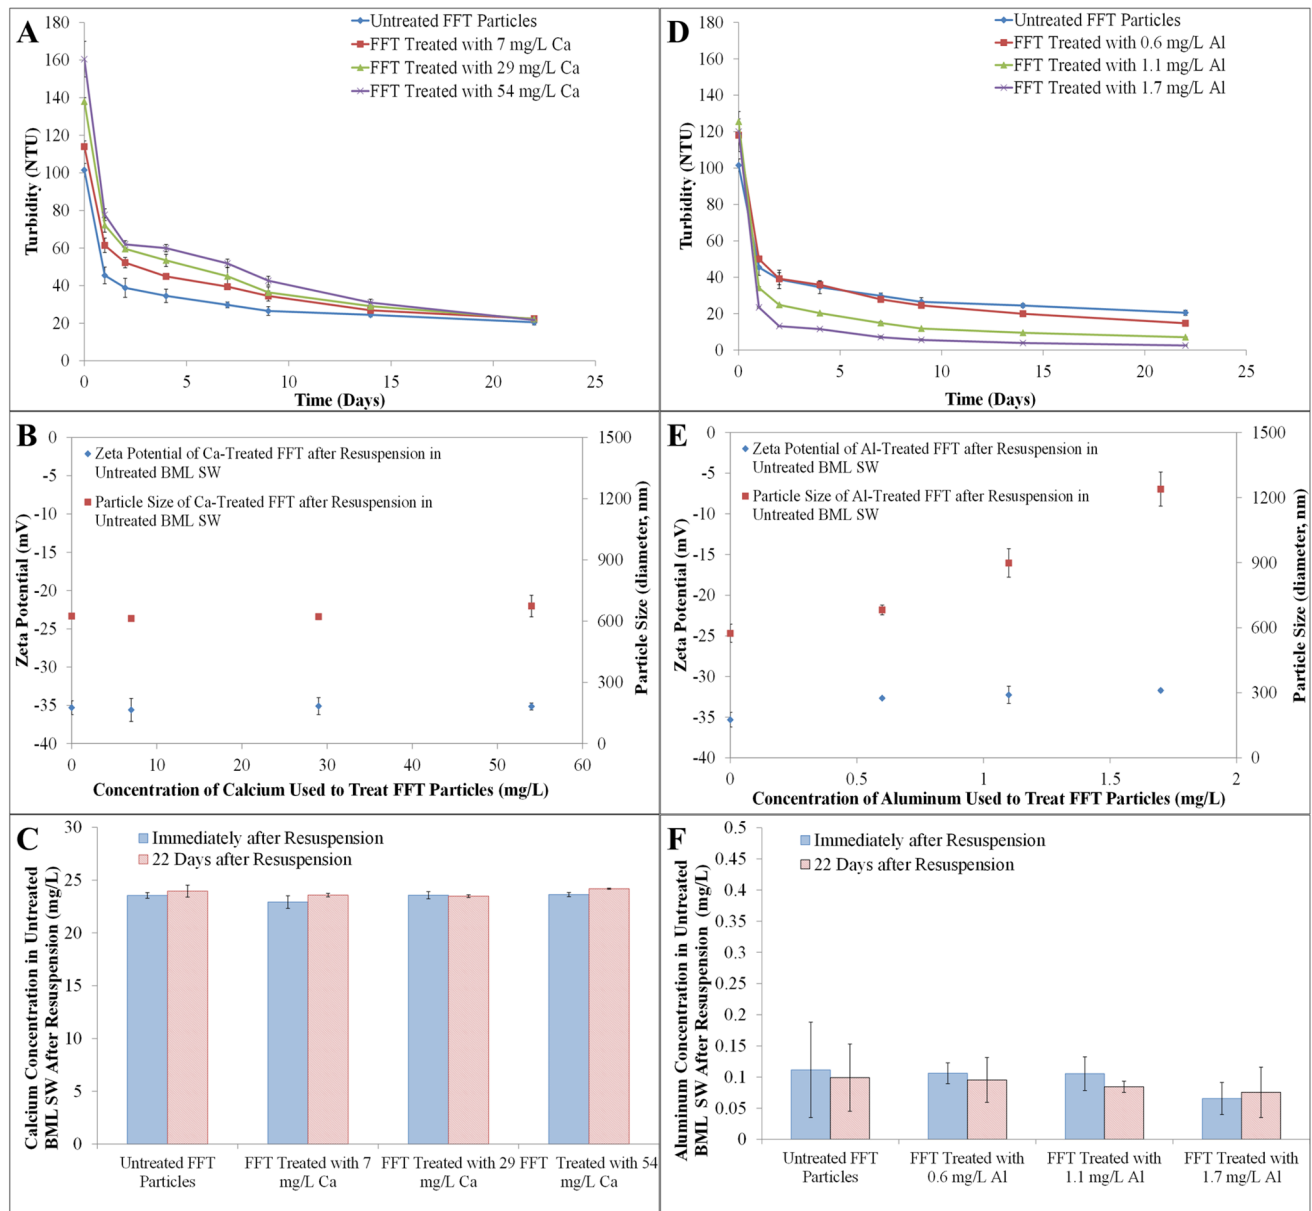 A
180
160
140
120
100
80
60
40
20
0
0
5
10
15
20
25
Turbidity (NTU)
Time (Days)
Untreated FFT Particles
FFT Treated with 7 mg/L Ca
FFT Treated with 29 mg/L Ca
FFT Treated with 54 mg/L Ca
D
180
160
140
120
100
80
60
40
20
0
0
5
10
15
20
25
Turbidity (NTU)
Time (Days)
Untreated FFT Particles
FFT Treated with 0.6 mg/L Al
FFT Treated with 1.1 mg/L Al
FFT Treated with 1.7 mg/L Al
B
0
-5
-10
-15
-20
-25
-30
-35
-40
Zeta Potential (mV)
Zeta Potential of Ca-Treated FFT after Resuspension in
Untreated BML SW
Particle Size of Ca-Treated FFT after Resuspension in
Untreated BML SW
1500
1200
900
600
300
0
Particle Size (diameter, nm)
0
10
20
30
40
50
60
Concentration of Calcium Used to Treat FFT Particles (mg/L)
E
0
-5
-10
-15
-20
-25
-30
-35
-40
Zeta Potential (mV)
Zeta Potential of Al-Treated FFT after Resuspension in
Untreated BML SW
Particle Size of Al-Treated FFT after Resuspension in
Untreated BML SW
1500
1200
900
600
300
0
Particle Size (diameter, nm)
0
0.5
1
1.5
2
Concentration of Aluminum Used to Treat FFT Particles (mg/L)
C
30
25
20
15
10
5
0
Calcium Concentration in Untreated
BML SW After Resuspension (mg/L)
Immediately after Resuspension
22 Days after Resuspension
Untreated FFT
Particles
FFT Treated with 7
mg/L Ca
FFT Treated with 29
mg/L Ca
FFT Treated with 54
mg/L Ca
F
0.5
0.45
0.4
0.35
0.3
0.25
0.2
0.15
0.1
0.05
0
Aluminum Concentration in Untreated
BML SW After Resuspension (mg/L)
Immediately after Resuspension
22 Days after Resuspension
Untreated FFT
Particles
FFT Treated with
0.6 mg/L Al
FFT Treated with
1.1 mg/L Al
FFT Treated with
1.7 mg/L Al